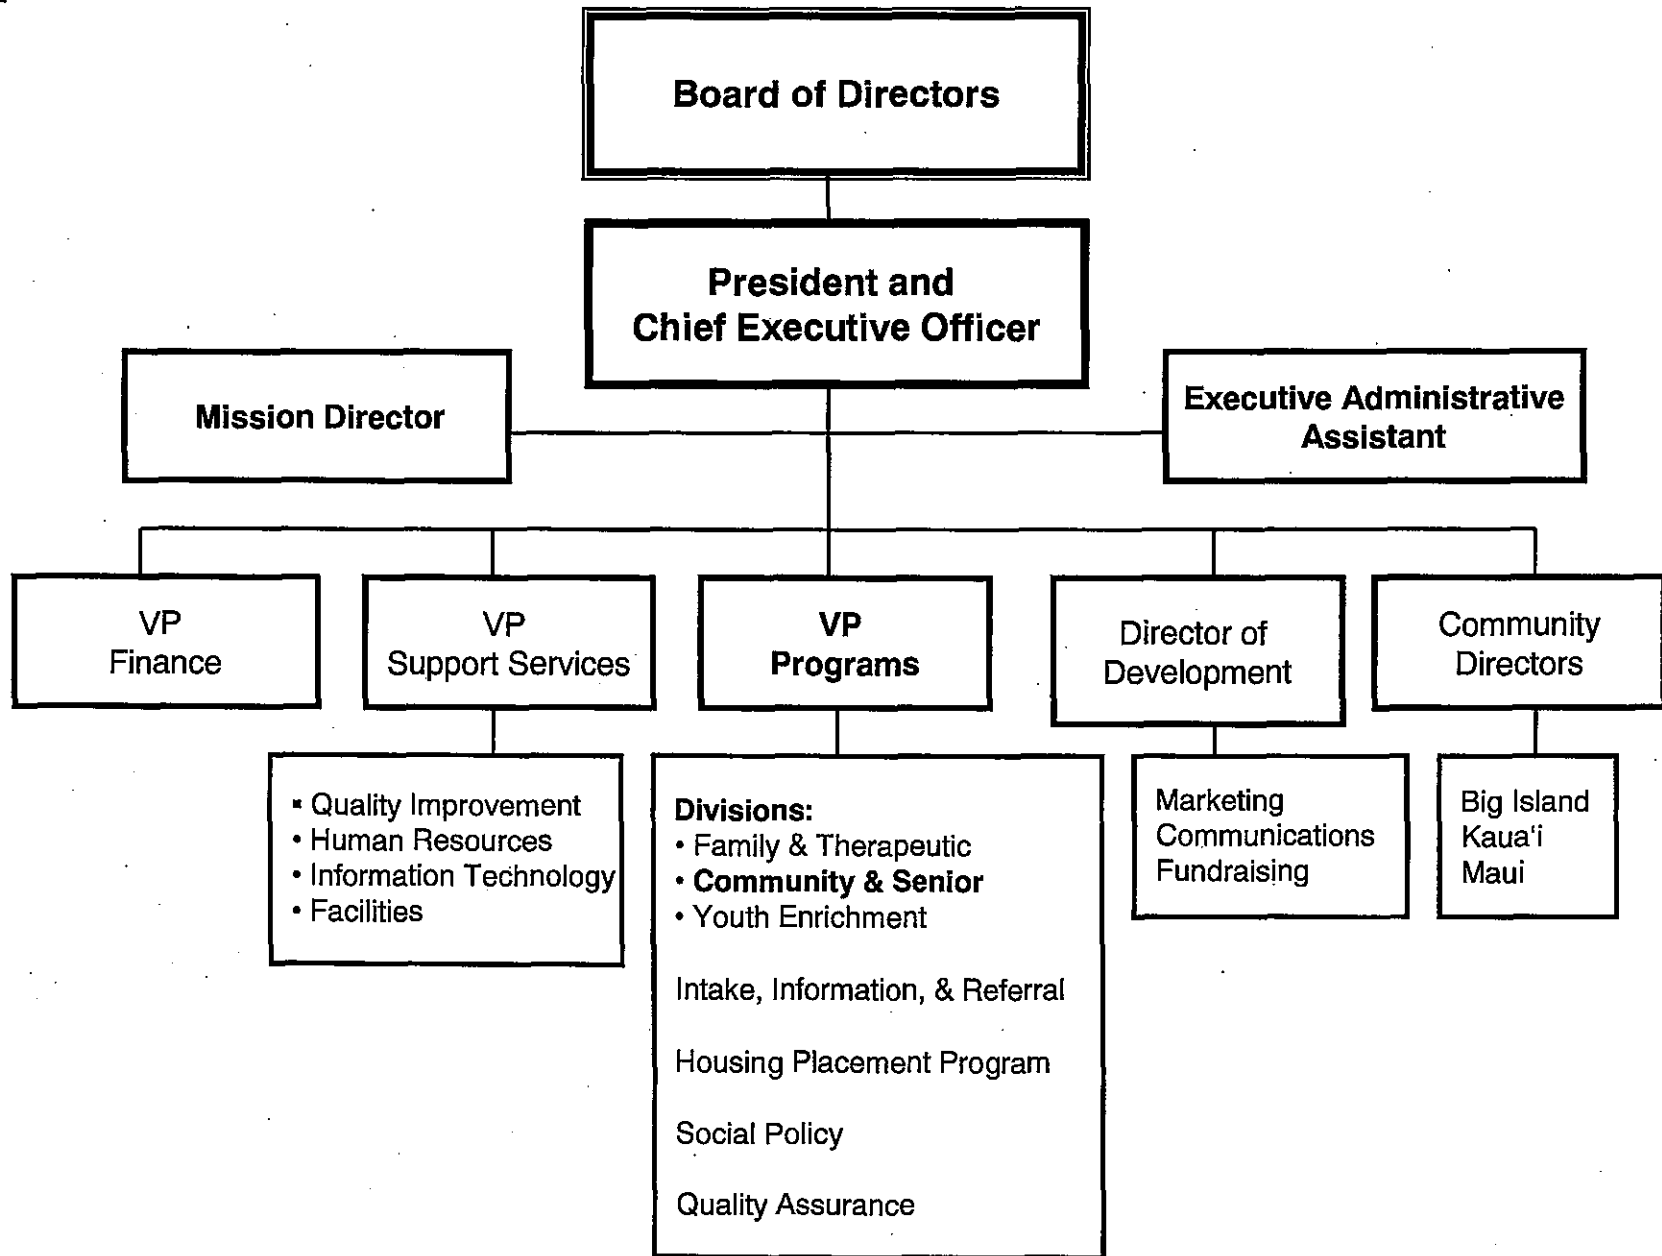 Board of Directors
President and
Chief Executive Officer
Mission Director
Executive Administrative
Assistant
VP
Finance
VP
Support Services
VP
Programs
Director of
Development
Community
Directors
▪ Quality Improvement
• Human Resources
• Information Technology
• Facilities
Divisions:
• Family & Therapeutic
• Community & Senior
• Youth Enrichment
Intake, Information, & Referral
Housing Placement Program
Social Policy
Quality Assurance
Marketing
Communications
Fundraising
Big Island
Kaua‘i
Maui